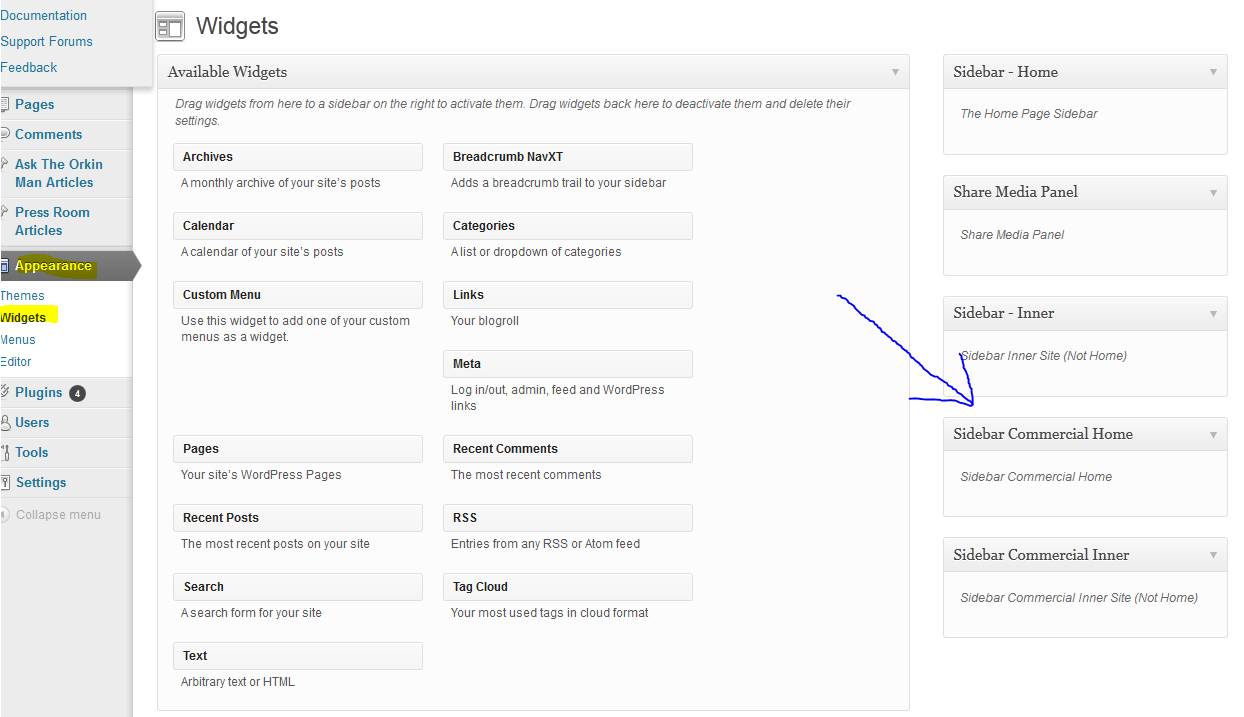 Documentation
Support Forums
Feedback
Pages
Comments
Ask The Orkin
Man Articles
Press Room
Articles
Appearance
Themes
Widgets
Menus
Editor
Plugins 4
Users
Tools
Settings
Collapse menu
Widgets
Available Widgets
Drag widgets from here to a sidebar on the right to activate them. Drag widgets back here to deactivate them and delete their
settings.
Archives
A monthly archive of your site's posts
Breadcrumb NavXT
Adds a breadcrumb trail to your sidebar
Calendar
A calendar of your site's posts
Categories
A list or dropdown of categories
Custom Menu
Use this widget to add one of your custom
menus as a widget.
Links
Your blogroll
Meta
Log in/out, admin, feed and WordPress
links
Pages
Your site's WordPress Pages
Recent Comments
The most recent comments
Recent Posts
The most recent posts on your site
RSS
Entries from any RSS or Atom feed
Search
A search form for your site
Tag Cloud
Your most used tags in cloud format
Text
Arbitrary text or HTML
Sidebar - Home
The Home Page Sidebar
Share Media Panel
Share Media Panel
Sidebar - Inner
Sidebar Inner Site (Not Home)
Sidebar Commercial Home
Sidebar Commercial Home
Sidebar Commercial Inner
Sidebar Commercial Inner Site (Not Home)